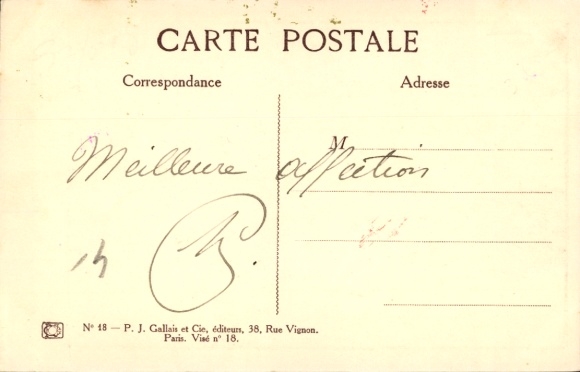 CARTE POSTALE
Correspondance
Adresse
M
Meilleure affection
N° 18 — P. J. Gallais et Cie, éditeurs, 38, Rue Vignon.
Paris. Visé n° 18.